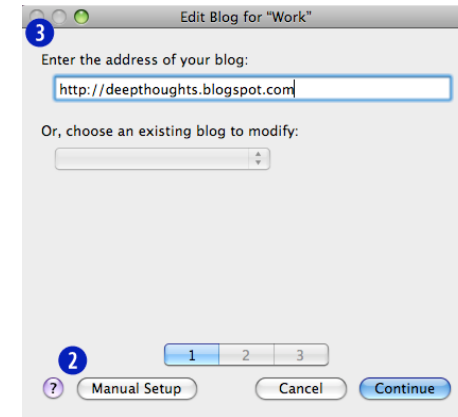 Edit Blog for "Work"
3
Enter the address of your blog:
http://deepthoughts.blogspot.com
Or, choose an existing blog to modify:
2
1 2 3
? Manual Setup Cancel Continue